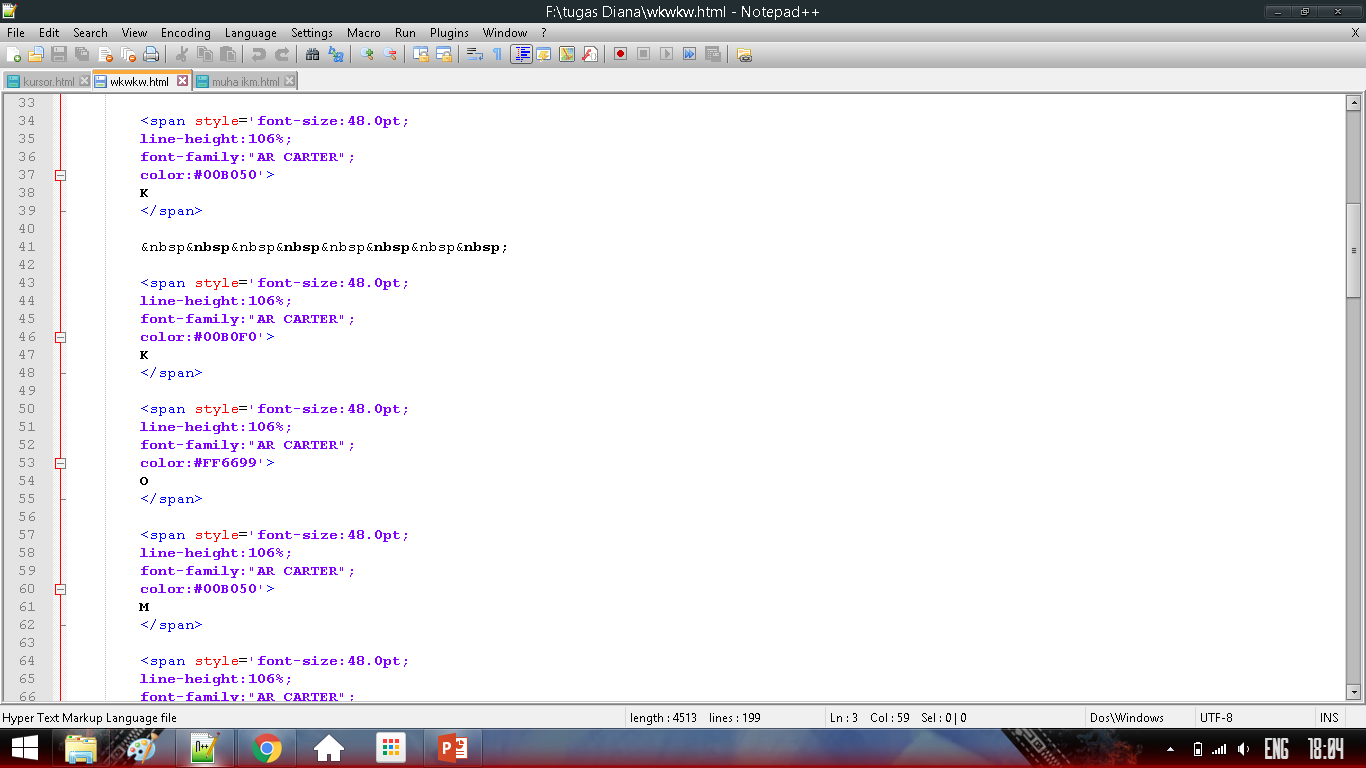 F:\tugas Diana\wkwkw.html - Notepad++
File Edit Search View Encoding Language Settings Macro Run Plugins Window ? X
kursor.html wkwkw.html muha ikm.html
33
34 <span style='font-size:48.0pt;
35 line-height:106%;
36 font-family:"AR CARTER";
37 color:#00B050'>
38 K
39 </span>
40
41 &nbsp&nbsp&nbsp&nbsp&nbsp&nbsp&nbsp&nbsp;
42
43 <span style='font-size:48.0pt;
44 line-height:106%;
45 font-family:"AR CARTER";
46 color:#00B0F0'>
47 K
48 </span>
49
50 <span style='font-size:48.0pt;
51 line-height:106%;
52 font-family:"AR CARTER";
53 color:#FF6699'>
54 O
55 </span>
56
57 <span style='font-size:48.0pt;
58 line-height:106%;
59 font-family:"AR CARTER";
60 color:#00B050'>
61 M
62 </span>
63
64 <span style='font-size:48.0pt;
65 line-height:106%;
66 font-family:"AR CARTER";
Hyper Text Markup Language file length : 4513 lines : 199 Ln : 3 Col : 59 Sel : 0 | 0 Dos\Windows UTF-8 INS
ENG 18:04